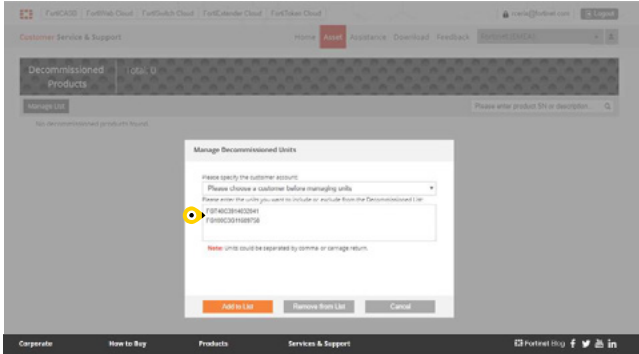 FortiCASB FortiWeb Cloud FortiSwitch Cloud FortiExtender Cloud FortiToken Cloud
Logout
Customer Service & Support Home Asset Assistance Download Feedback
Decommissioned
Products
Total: 0
Manage List
Please enter product SN or description...
No decommissioned products found.
Manage Decommissioned Units
Please specify the customer account:
Please choose a customer before managing units
Please enter the units you want to include or exclude from the Decommissioned List:
Note: Units could be separated by comma or carriage return.
Add to List Remove from List Cancel
Corporate How to Buy Products Services & Support Fortinet Blog